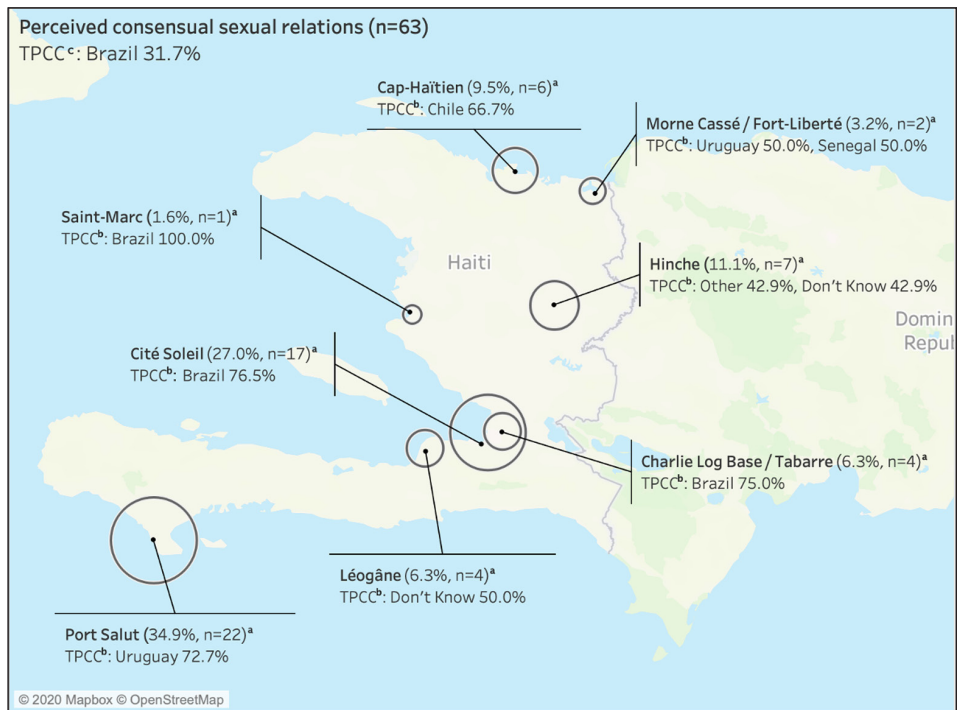 Perceived consensual sexual relations (n=63)
TPCCᶜ: Brazil 31.7%
Cap-Haïtien (9.5%, n=6)ᵃ
TPCCᵇ: Chile 66.7%
Morne Cassé / Fort-Liberté (3.2%, n=2)ᵃ
TPCCᵇ: Uruguay 50.0%, Senegal 50.0%
Saint-Marc (1.6%, n=1)ᵃ
TPCCᵇ: Brazil 100.0%
Haiti
Hinche (11.1%, n=7)ᵃ
TPCCᵇ: Other 42.9%, Don't Know 42.9%
Domin
Repub
Cité Soleil (27.0%, n=17)ᵃ
TPCCᵇ: Brazil 76.5%
Charlie Log Base / Tabarre (6.3%, n=4)ᵃ
TPCCᵇ: Brazil 75.0%
Léogâne (6.3%, n=4)ᵃ
TPCCᵇ: Don't Know 50.0%
Port Salut (34.9%, n=22)ᵃ
TPCCᵇ: Uruguay 72.7%
© 2020 Mapbox © OpenStreetMap